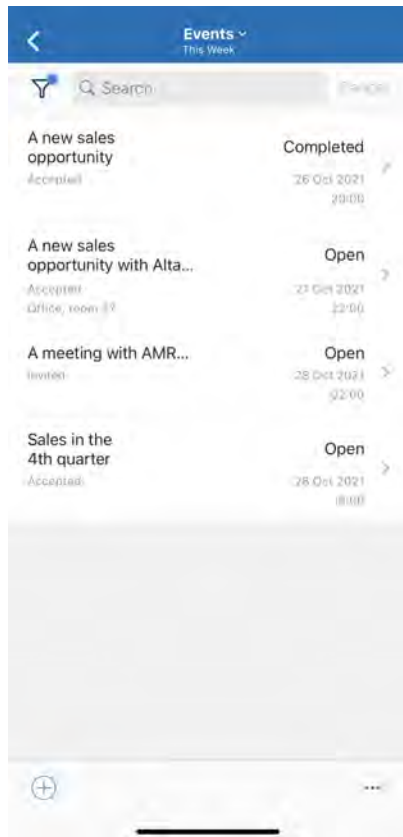 Events
This Week
Search
Cancel
A new sales
opportunity
Completed
Accepted
26 Oct 2021
20:00
A new sales
opportunity with Alta...
Open
Accepted
Oct 2021
Office, room
22:00
A meeting with AMR...
Open
Invited
28 Oct 2021
02:00
Sales in the
4th quarter
Open
Accepted
28 Oct 2021